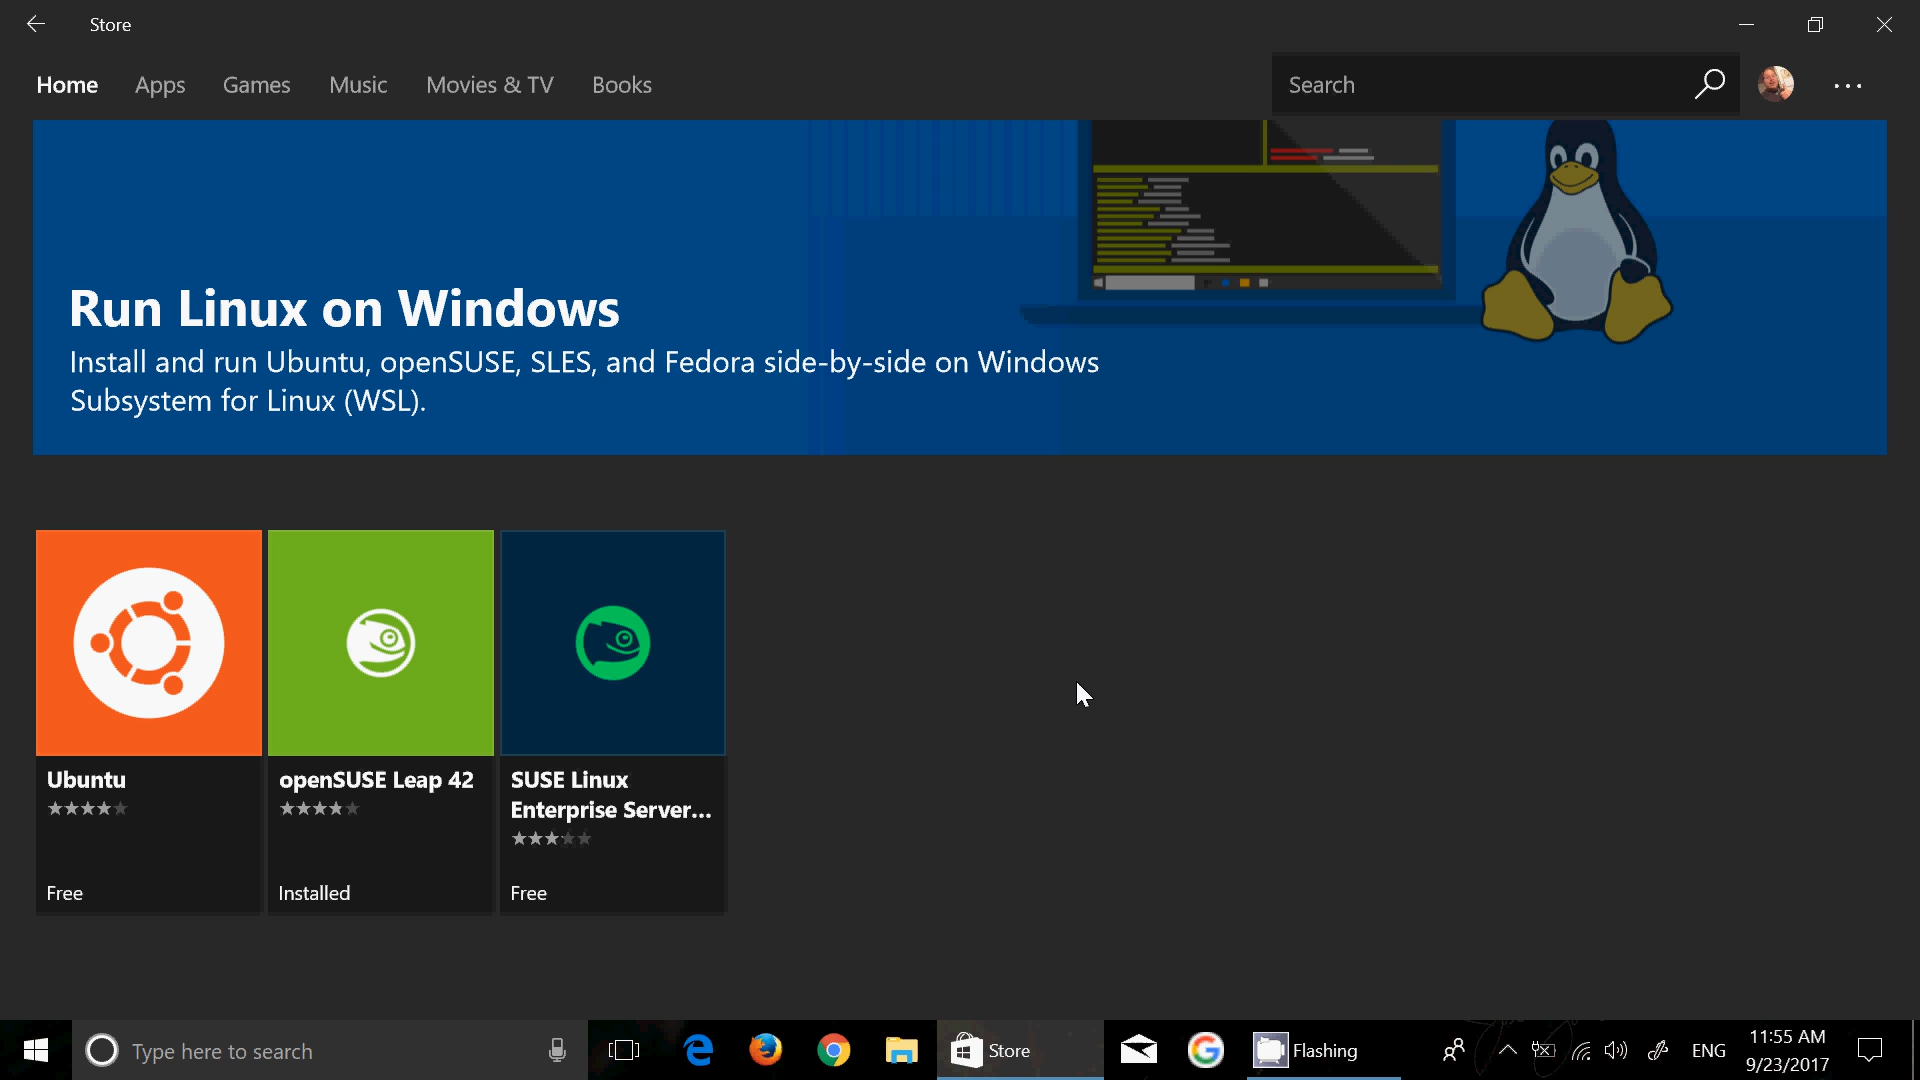 Store
Home Apps Games Music Movies & TV Books
Search
Run Linux on Windows
Install and run Ubuntu, openSUSE, SLES, and Fedora side-by-side on Windows
Subsystem for Linux (WSL).
Ubuntu
Free
openSUSE Leap 42
Installed
SUSE Linux
Enterprise Server...
Free
Type here to search
Store
Flashing
ENG
11:55 AM
9/23/2017